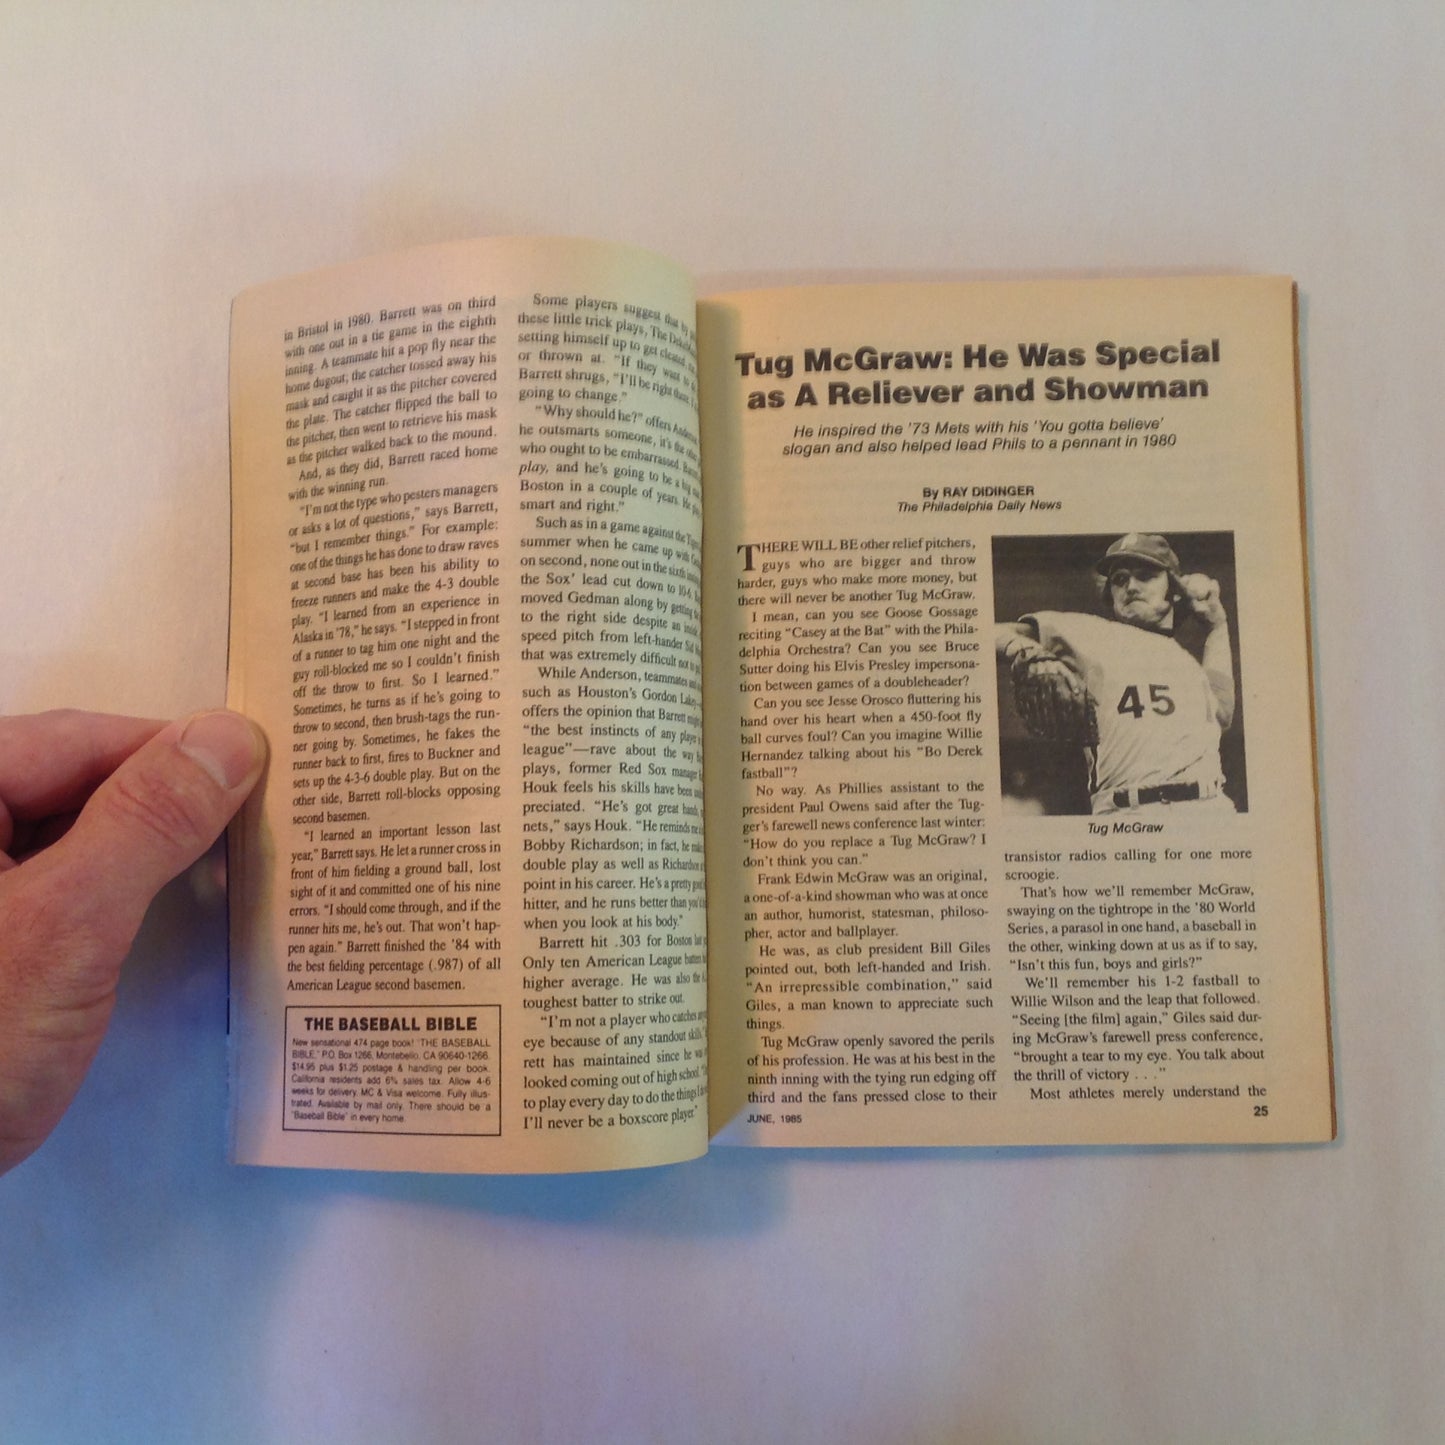 in Bristol in 1980. Barrett was on third
with one out in a tie game in the eighth
inning. A teammate hit a pop fly near the
home dugout; the catcher tossed away his
mask and caught it as the pitcher covered
the plate. The catcher flipped the ball to
the pitcher, then went to retrieve his mask
as the pitcher walked back to the mound.
And, as they did, Barrett raced home
with the winning run.
"I'm not the type who pesters managers
or asks a lot of questions," says Barrett,
"but I remember things." For example:
one of the things he has done to draw raves
at second base has been his ability to
freeze runners and make the 4-3 double
play. "I learned from an experience in
Alaska in '78," he says. "I stepped in front
of a runner to tag him one night and the
guy roll-blocked me so I couldn't finish
off the throw to first. So I learned."
Sometimes, he turns as if he's going to
throw to second, then brush-tags the run-
ner going by. Sometimes, he fakes the
runner back to first, fires to Buckner and
sets up the 4-3-6 double play. But on the
other side, Barrett roll-blocks opposing
second basemen.
"I learned an important lesson last
year," Barrett says. He let a runner cross in
front of him fielding a ground ball, lost
sight of it and committed one of his nine
errors. "I should come through, and if the
runner hits me, he's out. That won't hap-
pen again." Barrett finished the '84 with
the best fielding percentage (.987) of all
American League second basemen.
THE BASEBALL BIBLE
New sensational 474 page book! "THE BASEBALL
BIBLE," P.O. Box 1266, Montebello, CA 90640-1266.
$14.95 plus $1.25 postage & handling per book.
California residents add 6% sales tax. Allow 4-6
weeks for delivery. MC & Visa welcome. Fully illus-
trated. Available by mail only. There should be a
"Baseball Bible" in every home.
Some players suggest that by
these little trick plays, The
setting himself up to get cleated,
or thrown at. "If they want to
Barrett shrugs, "I'll be right there. I
going to change."
"Why should he?" offers
he outsmarts someone, it's the
who ought to be embarrassed.
play, and he's going to be a big
Boston in a couple of years. He
smart and right."
Such as in a game against the
summer when he came up with
on second, none out in the sixth
the Sox' lead cut down to 10-6.
moved Gedman along by getting
to the right side despite an
speed pitch from left-hander Sid
that was extremely difficult not to
While Anderson, teammates and
such as Houston's Gordon
offers the opinion that Barrett
"the best instincts of any player
league"—rave about the way he
plays, former Red Sox manager
Houk feels his skills have been
preciated. "He's got great hands,
nets," says Houk. "He reminds me
Bobby Richardson; in fact, he
double play as well as Richardson
point in his career. He's a pretty good
hitter, and he runs better than you'd
when you look at his body."
Barrett hit .303 for Boston last
Only ten American League batters
higher average. He was also the
toughest batter to strike out.
"I'm not a player who catches
eye because of any standout skills,"
rett has maintained since he was
looked coming out of high school.
to play every day to do the things I
I'll never be a boxscore player."
Tug McGraw: He Was Special
as A Reliever and Showman
He inspired the '73 Mets with his 'You gotta believe'
slogan and also helped lead Phils to a pennant in 1980
By RAY DIDINGER
The Philadelphia Daily News
THERE WILL BE other relief pitchers,
guys who are bigger and throw
harder, guys who make more money, but
there will never be another Tug McGraw.
I mean, can you see Goose Gossage
reciting "Casey at the Bat" with the Phila-
delphia Orchestra? Can you see Bruce
Sutter doing his Elvis Presley impersona-
tion between games of a doubleheader?
Can you see Jesse Orosco fluttering his
hand over his heart when a 450-foot fly
ball curves foul? Can you imagine Willie
Hernandez talking about his "Bo Derek
fastball"?
No way. As Phillies assistant to the
president Paul Owens said after the Tug-
ger's farewell news conference last winter:
"How do you replace a Tug McGraw? I
don't think you can."
Frank Edwin McGraw was an original,
a one-of-a-kind showman who was at once
an author, humorist, statesman, philoso-
pher, actor and ballplayer.
He was, as club president Bill Giles
pointed out, both left-handed and Irish.
"An irrepressible combination," said
Giles, a man known to appreciate such
things.
Tug McGraw openly savored the perils
of his profession. He was at his best in the
ninth inning with the tying run edging off
third and the fans pressed close to their
45
Tug McGraw
transistor radios calling for one more
scroogie.
That's how we'll remember McGraw,
swaying on the tightrope in the '80 World
Series, a parasol in one hand, a baseball in
the other, winking down at us as if to say,
"Isn't this fun, boys and girls?"
We'll remember his 1-2 fastball to
Willie Wilson and the leap that followed.
"Seeing [the film] again," Giles said dur-
ing McGraw's farewell press conference,
"brought a tear to my eye. You talk about
the thrill of victory . . ."
Most athletes merely understand the
JUNE, 1985
25